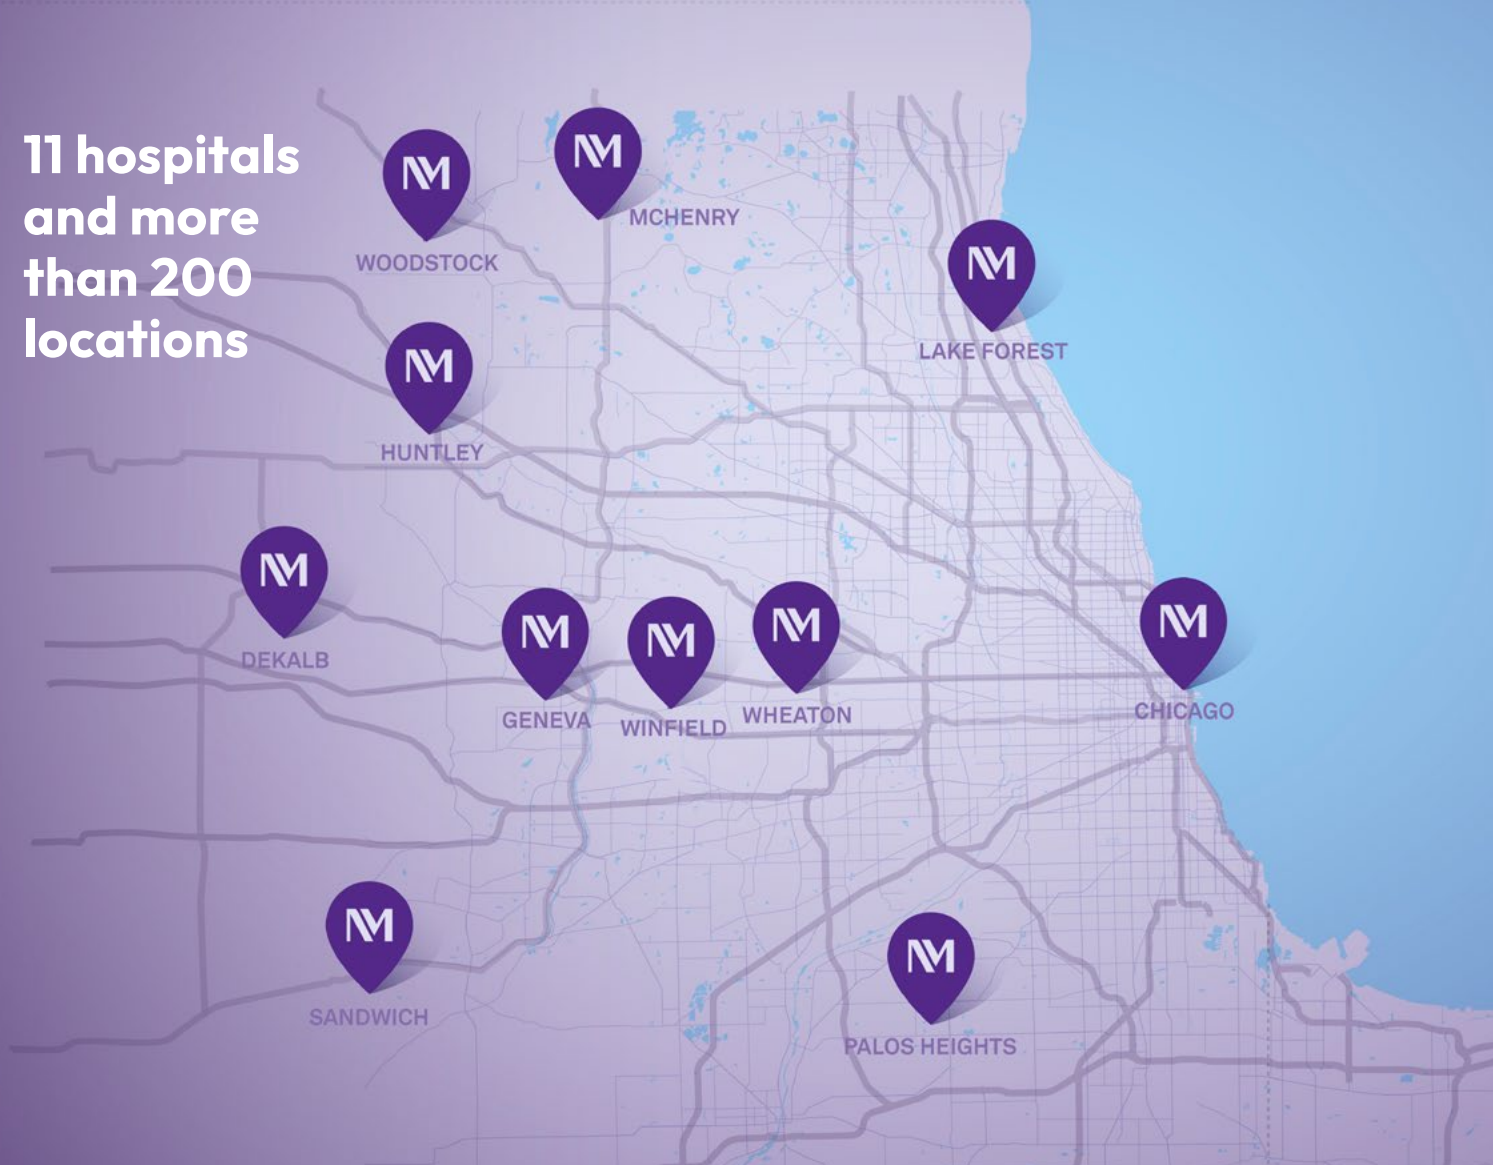 11 hospitals
and more
than 200
locations
NM
WOODSTOCK
NM
MCHENRY
NM
LAKE FOREST
NM
HUNTLEY
NM
DEKALB
NM
GENEVA
NM
WINFIELD
NM
WHEATON
NM
CHICAGO
NM
SANDWICH
NM
PALOS HEIGHTS